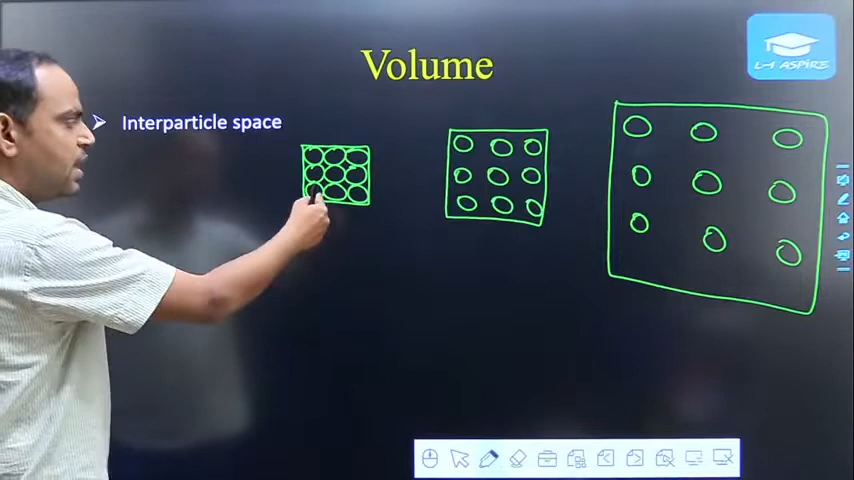 Volume
L-1 ASPIRE
➢ Interparticle space